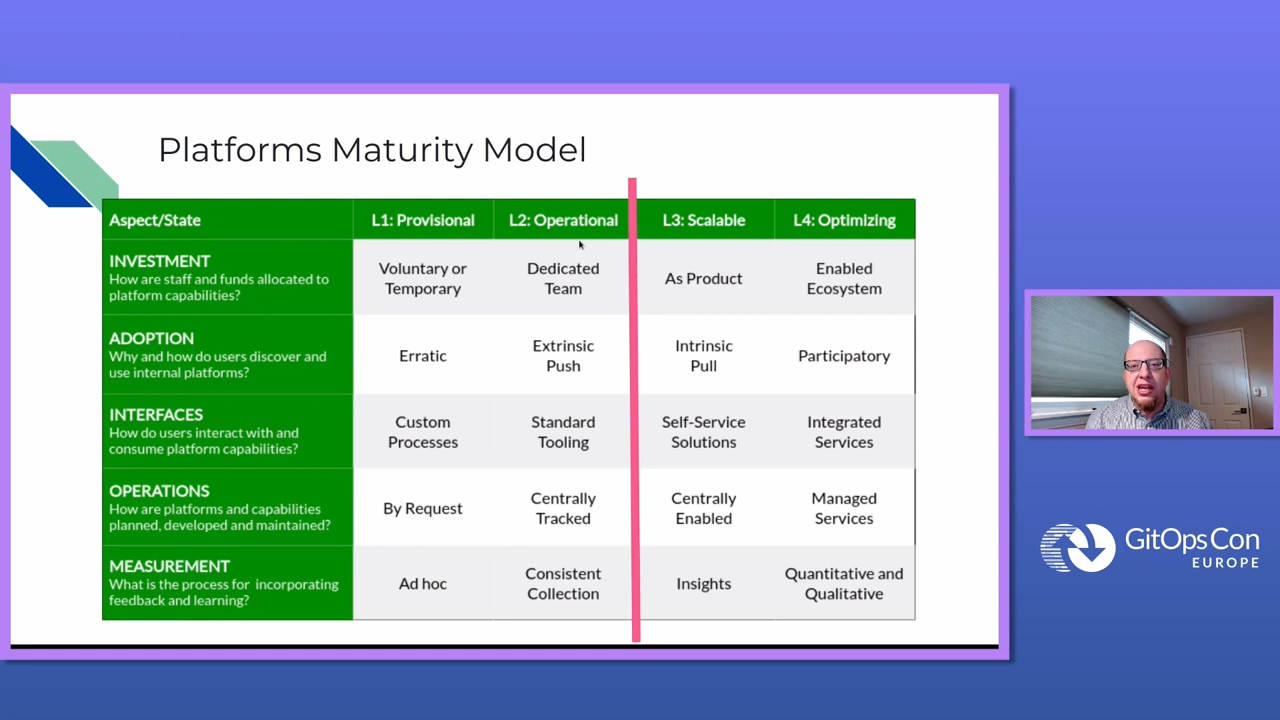 Platforms Maturity Model
Aspect/State
L1: Provisional
L2: Operational
L3: Scalable
L4: Optimizing
INVESTMENT
How are staff and funds allocated to
platform capabilities?
Voluntary or
Temporary
Dedicated
Team
As Product
Enabled
Ecosystem
ADOPTION
Why and how do users discover and
use internal platforms?
Erratic
Extrinsic
Push
Intrinsic
Pull
Participatory
INTERFACES
How do users interact with and
consume platform capabilities?
Custom
Processes
Standard
Tooling
Self-Service
Solutions
Integrated
Services
OPERATIONS
How are platforms and capabilities
planned, developed and maintained?
By Request
Centrally
Tracked
Centrally
Enabled
Managed
Services
MEASUREMENT
What is the process for incorporating
feedback and learning?
Ad hoc
Consistent
Collection
Insights
Quantitative and
Qualitative
GitOpsCon
EUROPE